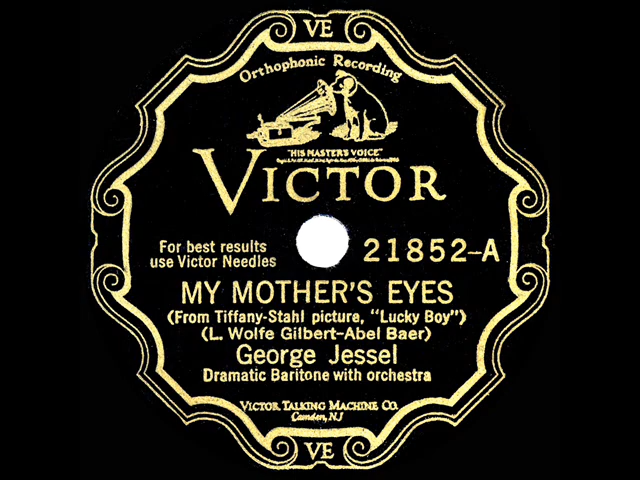 VE
Orthophonic Recording
"HIS MASTER'S VOICE"
VICTOR
For best results
use Victor Needles
21852-A
MY MOTHER'S EYES
(From Tiffany-Stahl picture, "Lucky Boy")
(L. Wolfe Gilbert-Abel Baer)
George Jessel
Dramatic Baritone with orchestra
VICTOR TALKING MACHINE CO.
Camden, NJ
VE